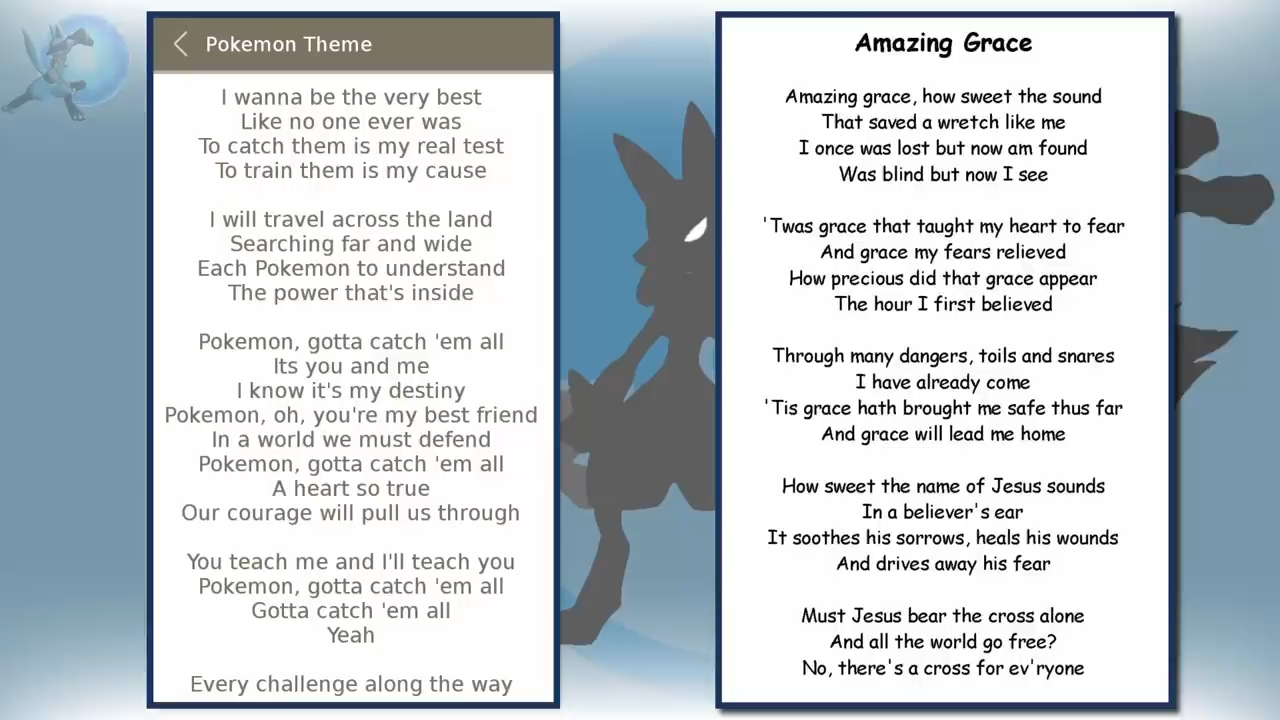 Pokemon Theme
I wanna be the very best
Like no one ever was
To catch them is my real test
To train them is my cause
I will travel across the land
Searching far and wide
Each Pokemon to understand
The power that's inside
Pokemon, gotta catch 'em all
Its you and me
I know it's my destiny
Pokemon, oh, you're my best friend
In a world we must defend
Pokemon, gotta catch 'em all
A heart so true
Our courage will pull us through
You teach me and I'll teach you
Pokemon, gotta catch 'em all
Gotta catch 'em all
Yeah
Every challenge along the way
Amazing Grace
Amazing grace, how sweet the sound
That saved a wretch like me
I once was lost but now am found
Was blind but now I see
'Twas grace that taught my heart to fear
And grace my fears relieved
How precious did that grace appear
The hour I first believed
Through many dangers, toils and snares
I have already come
'Tis grace hath brought me safe thus far
And grace will lead me home
How sweet the name of Jesus sounds
In a believer's ear
It soothes his sorrows, heals his wounds
And drives away his fear
Must Jesus bear the cross alone
And all the world go free?
No, there's a cross for ev'ryone